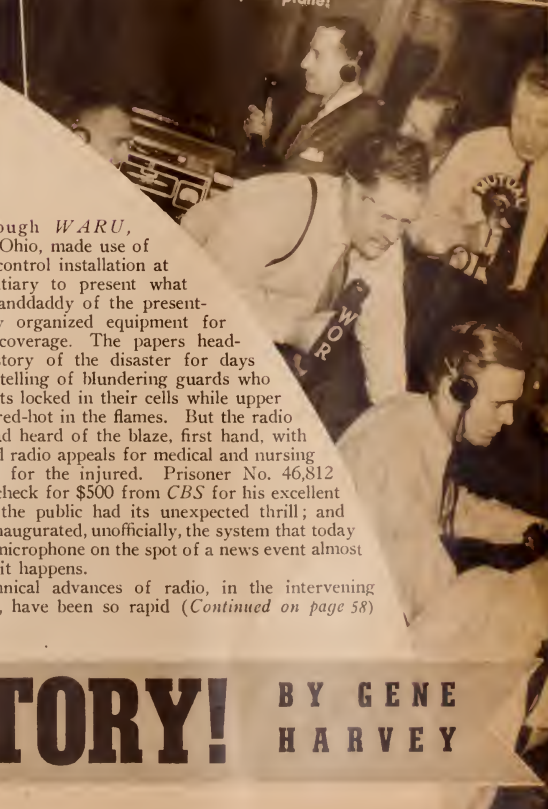 plane!
MUTUAL
WOR
ough WARU,
Ohio, made use of
control installation at
tiary to present what
anddaddy of the present-
y organized equipment for
coverage. The papers head-
story of the disaster for days
telling of blundering guards who
ts locked in their cells while upper
red-hot in the flames. But the radio
d heard of the blaze, first hand, with
l radio appeals for medical and nursing
for the injured. Prisoner No. 46,812
check for $500 from CBS for his excellent
the public had its unexpected thrill; and
naugurated, unofficially, the system that today
microphone on the spot of a news event almost
it happens.
hnical advances of radio, in the intervening
, have been so rapid (Continued on page 58)
TORY!
BY GENE
HARVEY